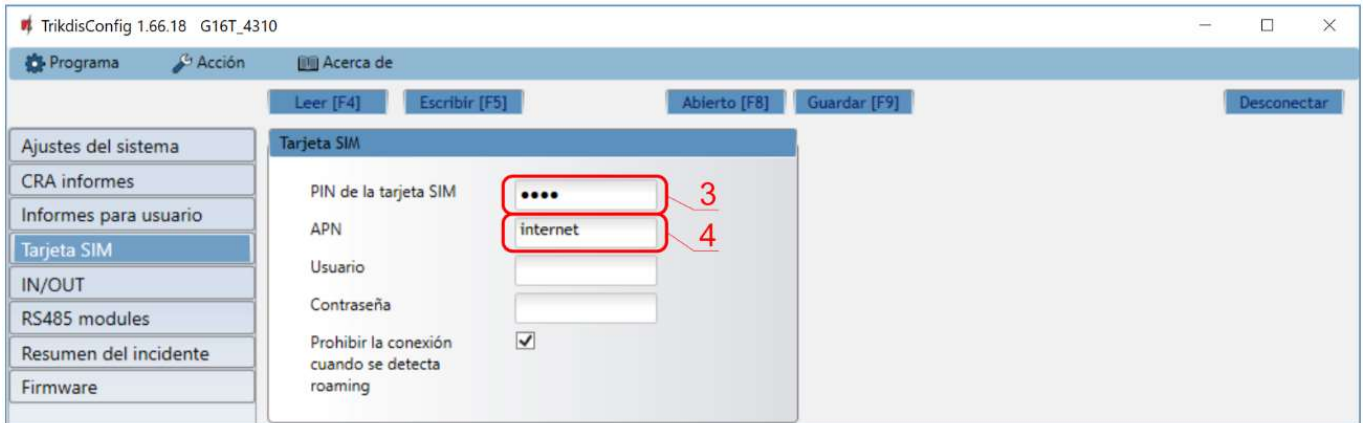 TrikdisConfig 1.66.18 G16T_4310
Programa Acción Acerca de
Leer [F4] Escribir [F5] Abierto [F8] Guardar [F9] Desconectar
Ajustes del sistema
CRA informes
Informes para usuario
Tarjeta SIM
IN/OUT
RS485 modules
Resumen del incidente
Firmware
Tarjeta SIM
PIN de la tarjeta SIM •••• 3
APN internet 4
Usuario
Contraseña
Prohibir la conexión
cuando se detecta
roaming